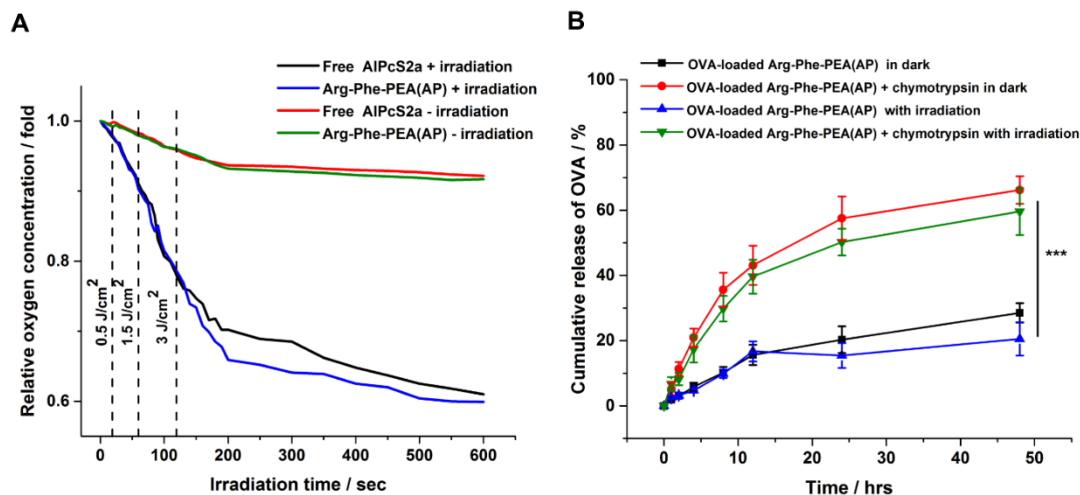 A
Free AlPcS2a + irradiation
Arg-Phe-PEA(AP) + irradiation
Free AlPcS2a - irradiation
Arg-Phe-PEA(AP) - irradiation
Relative oxygen concentration / fold
1.0
0.8
0.6
0.5 J/cm2
1.5 J/cm2
3 J/cm2
0 100 200 300 400 500 600
Irradiation time / sec
B
OVA-loaded Arg-Phe-PEA(AP) in dark
OVA-loaded Arg-Phe-PEA(AP) + chymotrypsin in dark
OVA-loaded Arg-Phe-PEA(AP) with irradiation
OVA-loaded Arg-Phe-PEA(AP) + chymotrypsin with irradiation
Cumulative release of OVA / %
100
80
60
40
20
0
***
0 10 20 30 40 50
Time / hrs